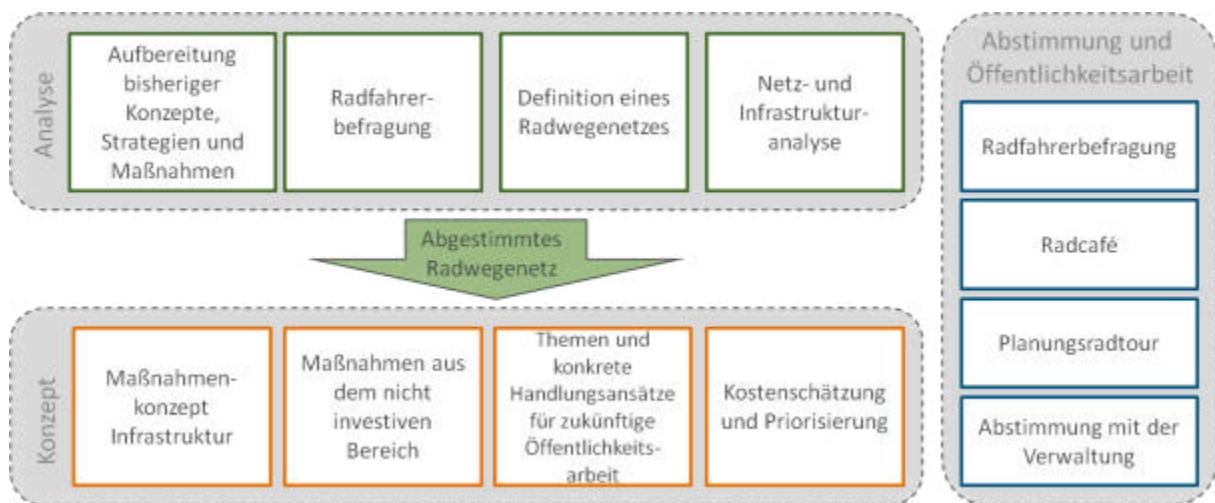 Analyse
Aufbereitung
bisheriger
Konzepte,
Strategien und
Maßnahmen
Radfahrer-
befragung
Definition eines
Radwegenetzes
Netz- und
Infrastruktur-
analyse
Abgestimmtes
Radwegenetz
Konzept
Maßnahmen-
konzept
Infrastruktur
Maßnahmen aus
dem nicht
investiven
Bereich
Themen und
konkrete
Handlungsansätze
für zukünftige
Öffentlichkeits-
arbeit
Kostenschätzung
und Priorisierung
Abstimmung und
Öffentlichkeitsarbeit
Radfahrerbefragung
Radcafé
Planungsradtour
Abstimmung mit der
Verwaltung